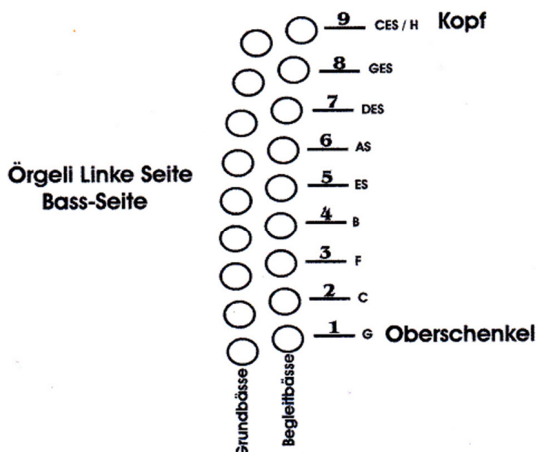 9 CES / H Kopf
8 GES
7 DES
6 AS
Örgeli Linke Seite
Bass-Seite
5 ES
4 B
3 F
2 C
1 G Oberschenkel
Grundbässe
Begleitbässe